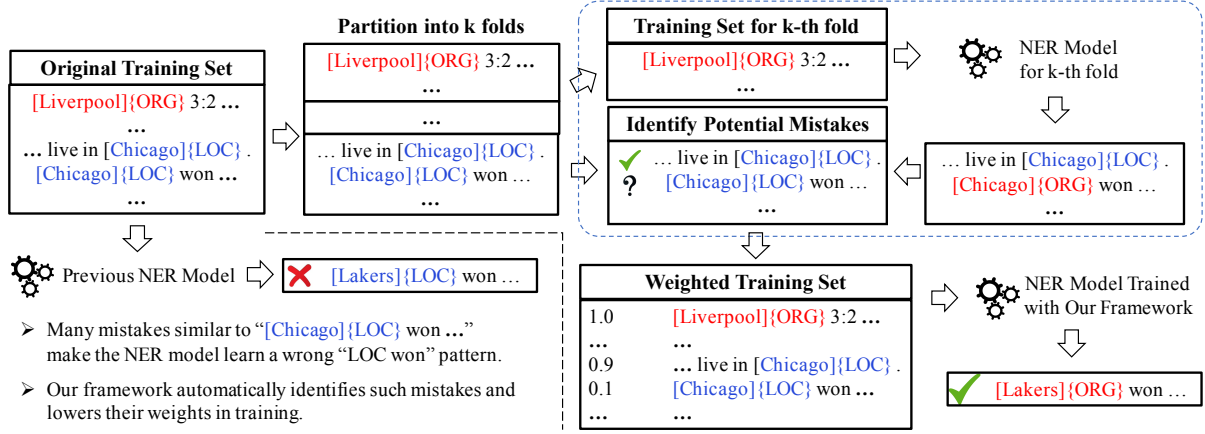 Original Training Set
[Liverpool]{ORG} 3:2 ...
...
... live in [Chicago]{LOC} .
[Chicago]{LOC} won ...
...
Partition into k folds
[Liverpool]{ORG} 3:2 ...
...
...
... live in [Chicago]{LOC} .
[Chicago]{LOC} won ...
...
Training Set for k-th fold
[Liverpool]{ORG} 3:2 ...
...
NER Model
for k-th fold
Identify Potential Mistakes
... live in [Chicago]{LOC} .
? [Chicago]{LOC} won ...
...
... live in [Chicago]{LOC} .
[Chicago]{ORG} won ...
...
Previous NER Model
[Lakers]{LOC} won ...
➢ Many mistakes similar to “[Chicago]{LOC} won ...”
make the NER model learn a wrong “LOC won” pattern.
➢ Our framework automatically identifies such mistakes and
lowers their weights in training.
Weighted Training Set
1.0 [Liverpool]{ORG} 3:2 ...
... ...
0.9 ... live in [Chicago]{LOC} .
0.1 [Chicago]{LOC} won ...
... ...
NER Model Trained
with Our Framework
[Lakers]{ORG} won ...